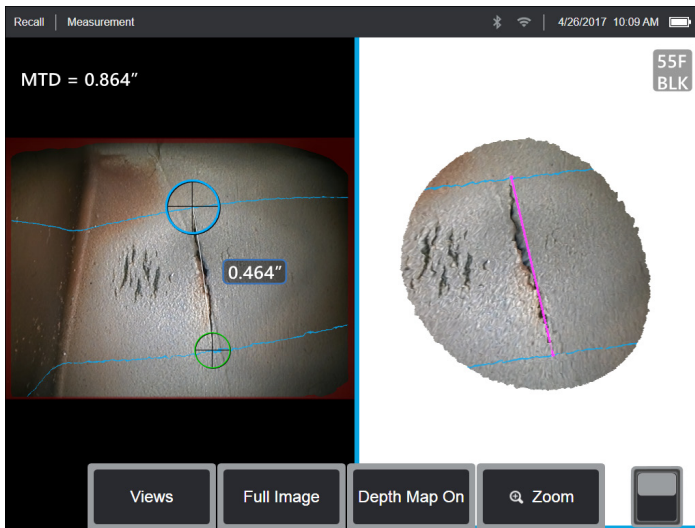 Recall | Measurement
4/26/2017 10:09 AM
MTD = 0.864”
55F
BLK
0.464”
Views
Full Image
Depth Map On
Zoom